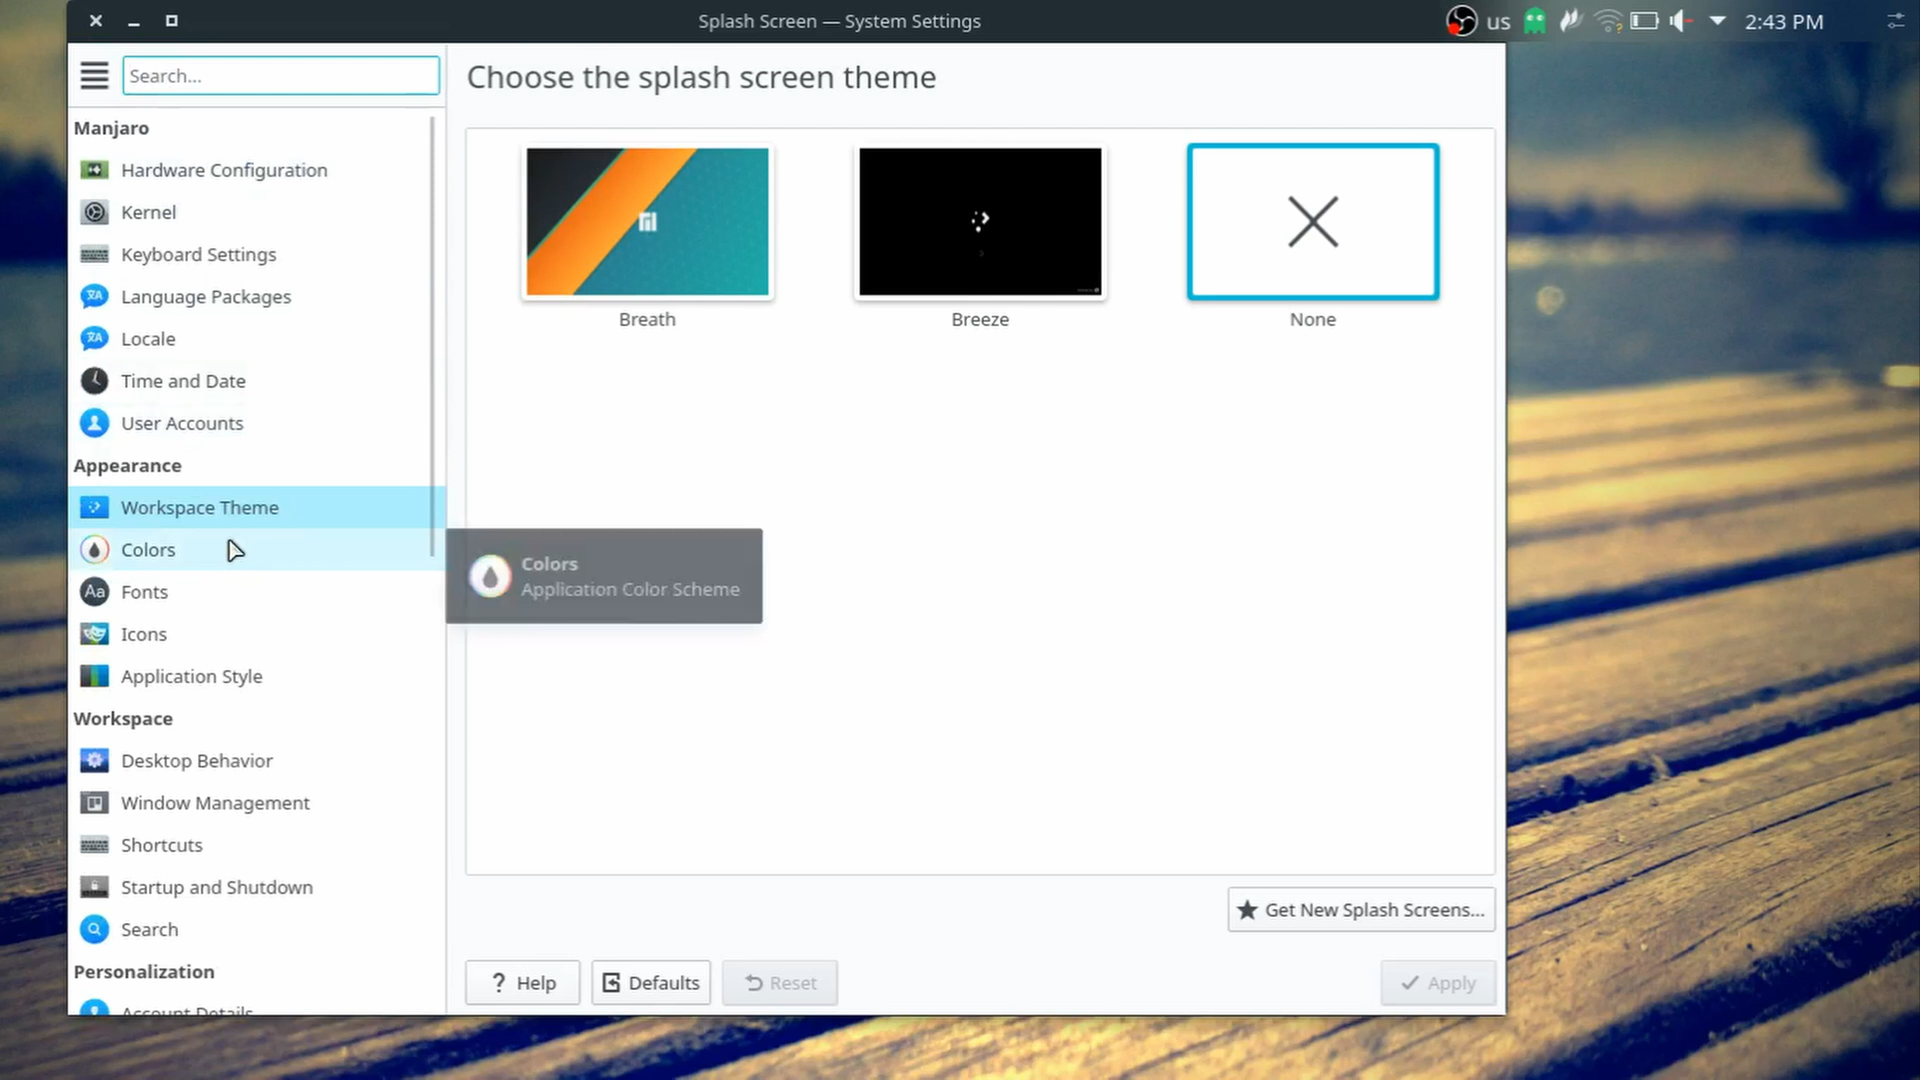 Splash Screen — System Settings
us
2:43 PM
Search...
Choose the splash screen theme
Manjaro
Hardware Configuration
Kernel
Keyboard Settings
Language Packages
Locale
Time and Date
User Accounts
Appearance
Workspace Theme
Colors
Fonts
Icons
Application Style
Workspace
Desktop Behavior
Window Management
Shortcuts
Startup and Shutdown
Search
Personalization
Account Details
Breath
Breeze
None
Colors
Application Color Scheme
Get New Splash Screens...
? Help
Defaults
Reset
Apply